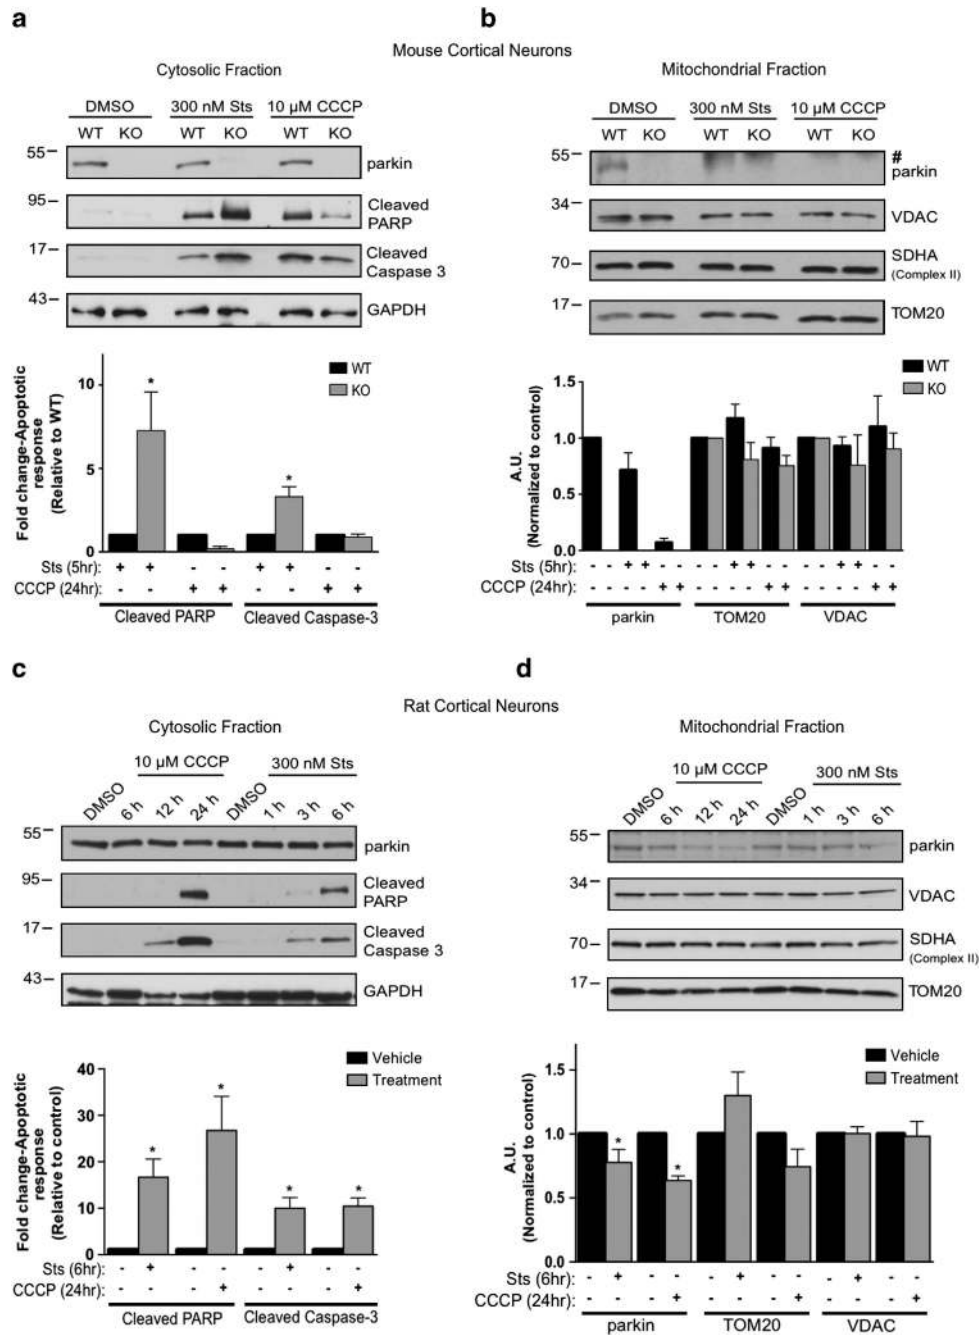 a
b
Mouse Cortical Neurons
Cytosolic Fraction
DMSO 300 nM Sts 10 µM CCCP
WT KO WT KO WT KO
55 parkin
95 Cleaved PARP
17 Cleaved Caspase 3
43 GAPDH
Fold change-Apoptotic response (Relative to WT)
10
5
0
* *
WT
KO
Sts (5hr): + + - - + + - -
CCCP (24hr): - - + + - - + +
Cleaved PARP Cleaved Caspase-3
Mitochondrial Fraction
DMSO 300 nM Sts 10 µM CCCP
WT KO WT KO WT KO
55 # parkin
34 VDAC
70 SDHA (Complex II)
17 TOM20
A.U. (Normalized to control)
1.5
1.0
0.5
0.0
WT
KO
Sts (5hr): - - + + - - - - + + - - - - + + - -
CCCP (24hr): - - - - + + - - - - + + - - - - + +
parkin TOM20 VDAC
c
d
Rat Cortical Neurons
Cytosolic Fraction
10 µM CCCP 300 nM Sts
DMSO 6 h 12 h 24 h DMSO 1 h 3 h 6 h
55 parkin
95 Cleaved PARP
17 Cleaved Caspase 3
43 GAPDH
Fold change-Apoptotic response (Relative to control)
40
30
20
10
0
* * * *
Vehicle
Treatment
Sts (6hr): - + - - - + - -
CCCP (24hr): - - - + - - - +
Cleaved PARP Cleaved Caspase-3
Mitochondrial Fraction
10 µM CCCP 300 nM Sts
DMSO 6 h 12 h 24 h DMSO 1 h 3 h 6 h
55 parkin
34 VDAC
70 SDHA (Complex II)
17 TOM20
A.U. (Normalized to control)
1.5
1.0
0.5
0.0
* *
Vehicle
Treatment
Sts (6hr): - + - - - + - - - + - -
CCCP (24hr): - - - + - - - + - - - +
parkin TOM20 VDAC